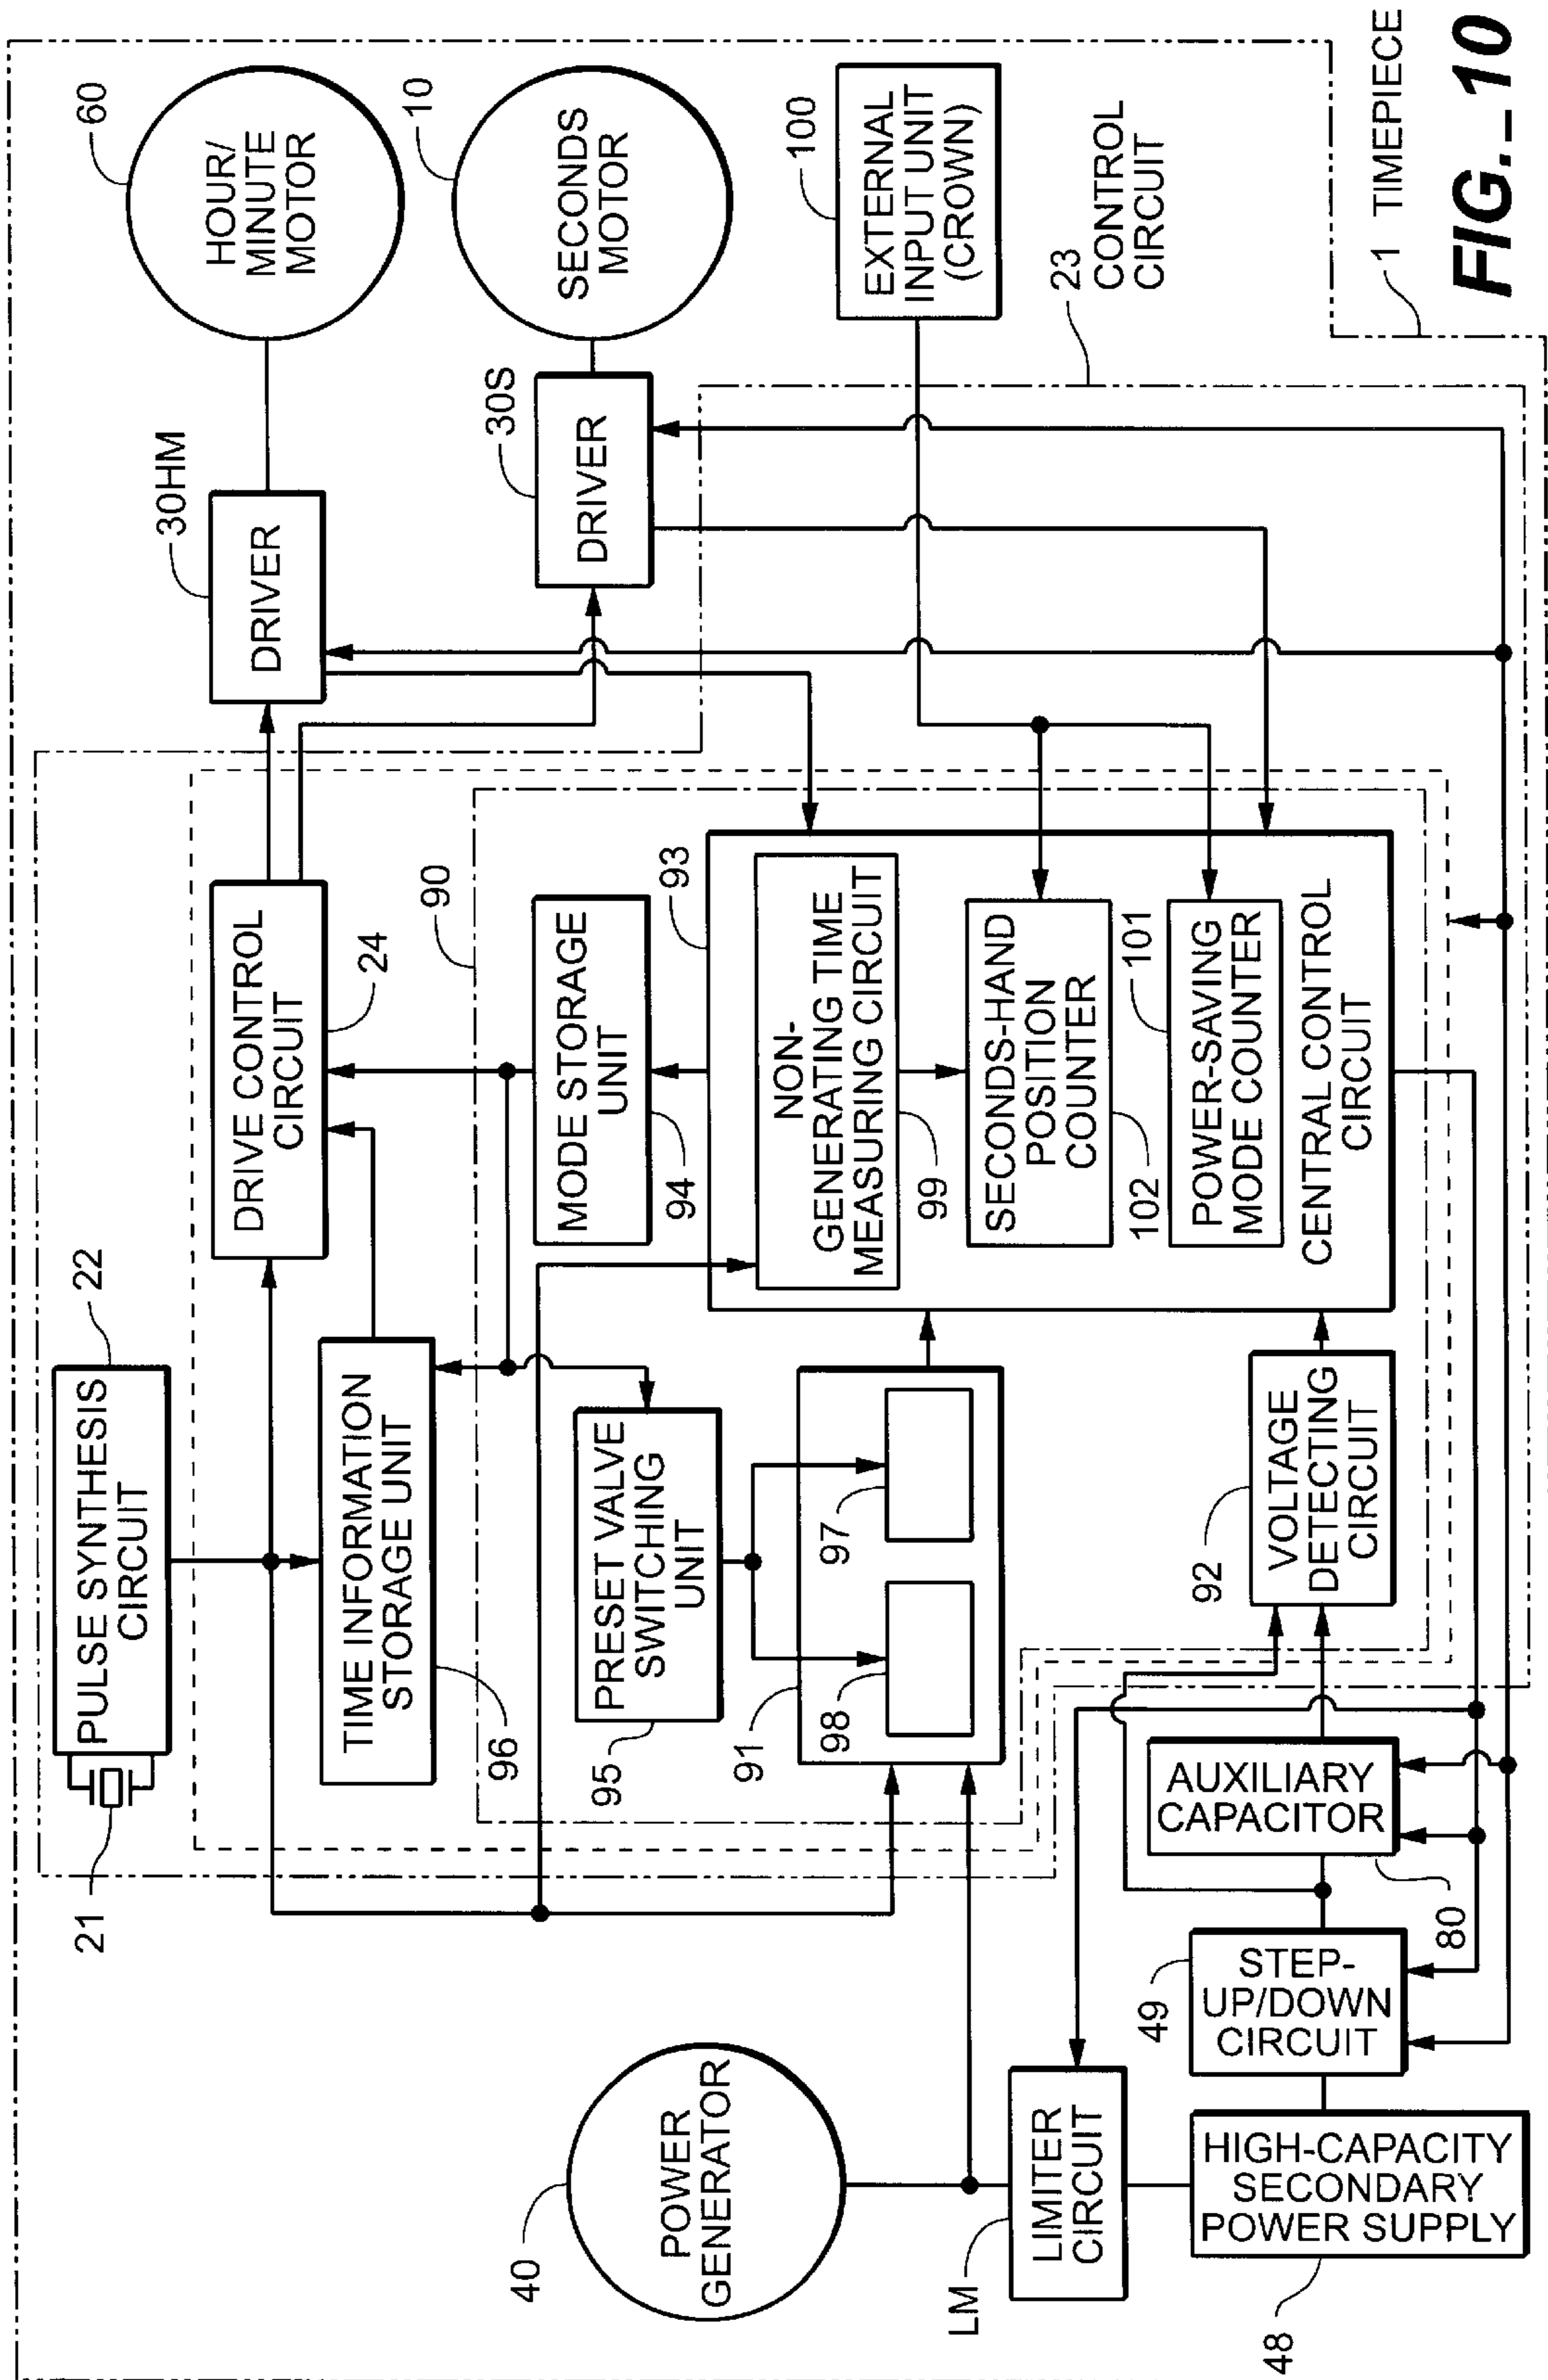 60
HOUR/
MINUTE
MOTOR
10
SECONDS
MOTOR
100
EXTERNAL
INPUT UNIT
(CROWN)
23
CONTROL
CIRCUIT
1 TIMEPIECE
FIG._10
30HM
DRIVER
30S
DRIVER
DRIVE CONTROL
CIRCUIT
24
90
MODE STORAGE
UNIT
94
93
NON-
GENERATING TIME
MEASURING CIRCUIT
99
SECONDS-HAND
POSITION
COUNTER
102
101
POWER-SAVING
MODE COUNTER
CENTRAL CONTROL
CIRCUIT
22
PULSE SYNTHESIS
CIRCUIT
21
TIME INFORMATION
STORAGE UNIT
96
PRESET VALVE
SWITCHING
UNIT
95
91
97
98
92
VOLTAGE
DETECTING
CIRCUIT
AUXILIARY
CAPACITOR
80
49
STEP-
UP/DOWN
CIRCUIT
40
POWER
GENERATOR
LM
LIMITER
CIRCUIT
HIGH-CAPACITY
SECONDARY
POWER SUPPLY
48